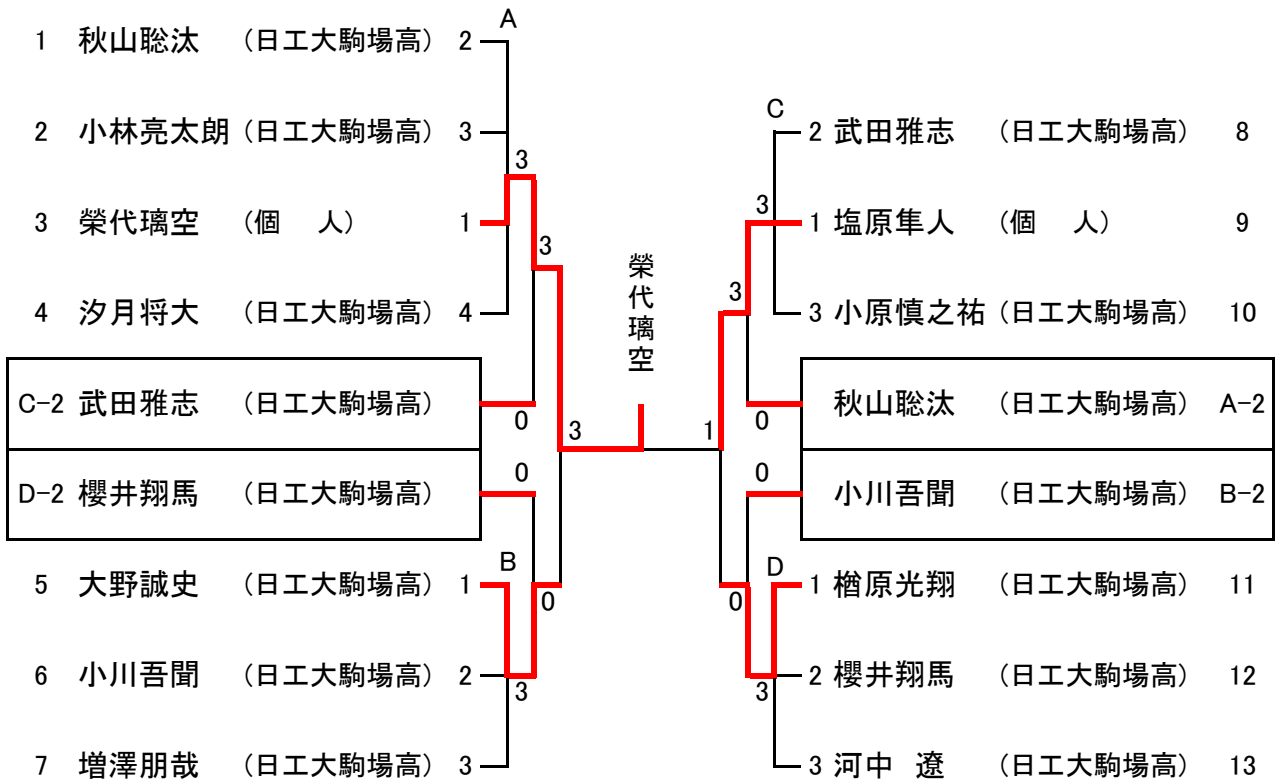 A
1 秋山聡汰 (日工大駒場高) 2
2 小林亮太朗 (日工大駒場高) 3
3
3 榮代璃空 (個 人) 1
3
4 汐月将大 (日工大駒場高) 4
C-2 武田雅志 (日工大駒場高)
0
3
D-2 櫻井翔馬 (日工大駒場高)
0
B
5 大野誠史 (日工大駒場高) 1
0
6 小川吾聞 (日工大駒場高) 2
3
7 増澤朋哉 (日工大駒場高) 3
榮代璃空
C
2 武田雅志 (日工大駒場高) 8
3
1 塩原隼人 (個 人) 9
3
3 小原慎之祐 (日工大駒場高) 10
秋山聡汰 (日工大駒場高) A-2
0
1
0
小川吾聞 (日工大駒場高) B-2
D
1 楢原光翔 (日工大駒場高) 11
0
2 櫻井翔馬 (日工大駒場高) 12
3
3 河中 遼 (日工大駒場高) 13